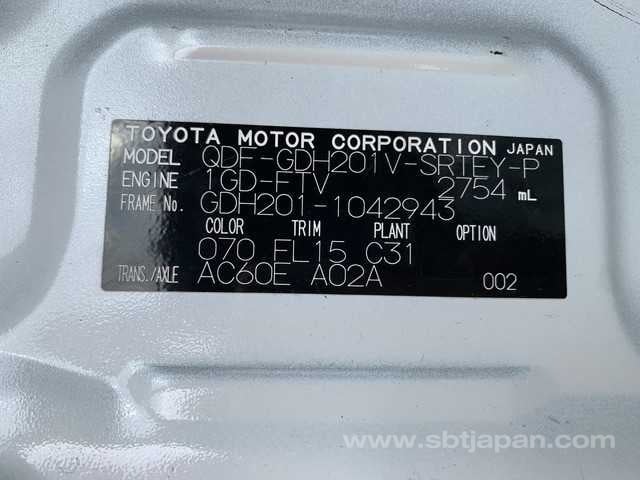 TOYOTA MOTOR CORPORATION JAPAN
MODEL QDF-GDH201V-SRTEY-P
ENGINE 1GD-FTV 2754 mL
FRAME No. GDH201-1042943
COLOR TRIM PLANT OPTION
070 FL15 C31
TRANS./AXLE AC60E A02A 002
www.sbtjapan.com